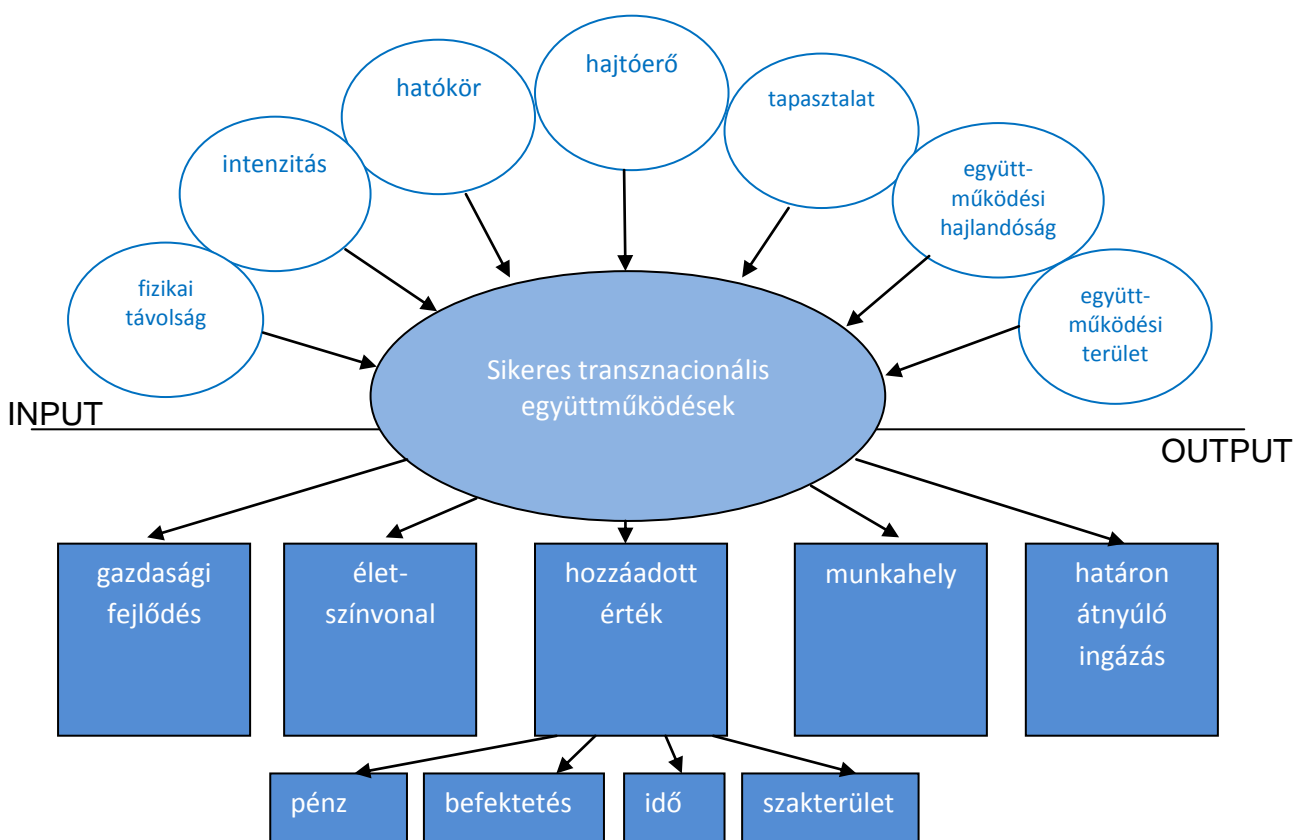 hajtóerő
hatókör
tapasztalat
intenzitás
együtt-
működési
hajlandóság
fizikai
távolság
együtt-
működési
terület
Sikeres transznacionális
együttműködések
INPUT
OUTPUT
gazdasági
fejlődés
élet-
színvonal
hozzáadott
érték
munkahely
határon
átnyúló
ingázás
pénz
befektetés
idő
szakterület